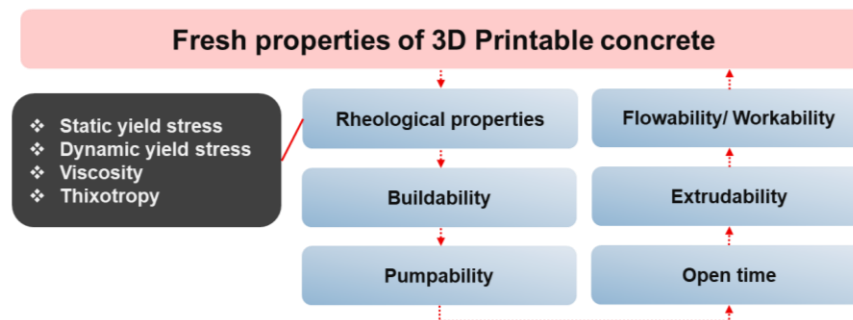 Fresh properties of 3D Printable concrete
❖ Static yield stress
❖ Dynamic yield stress
❖ Viscosity
❖ Thixotropy
Rheological properties
Buildability
Pumpability
Flowability/ Workability
Extrudability
Open time